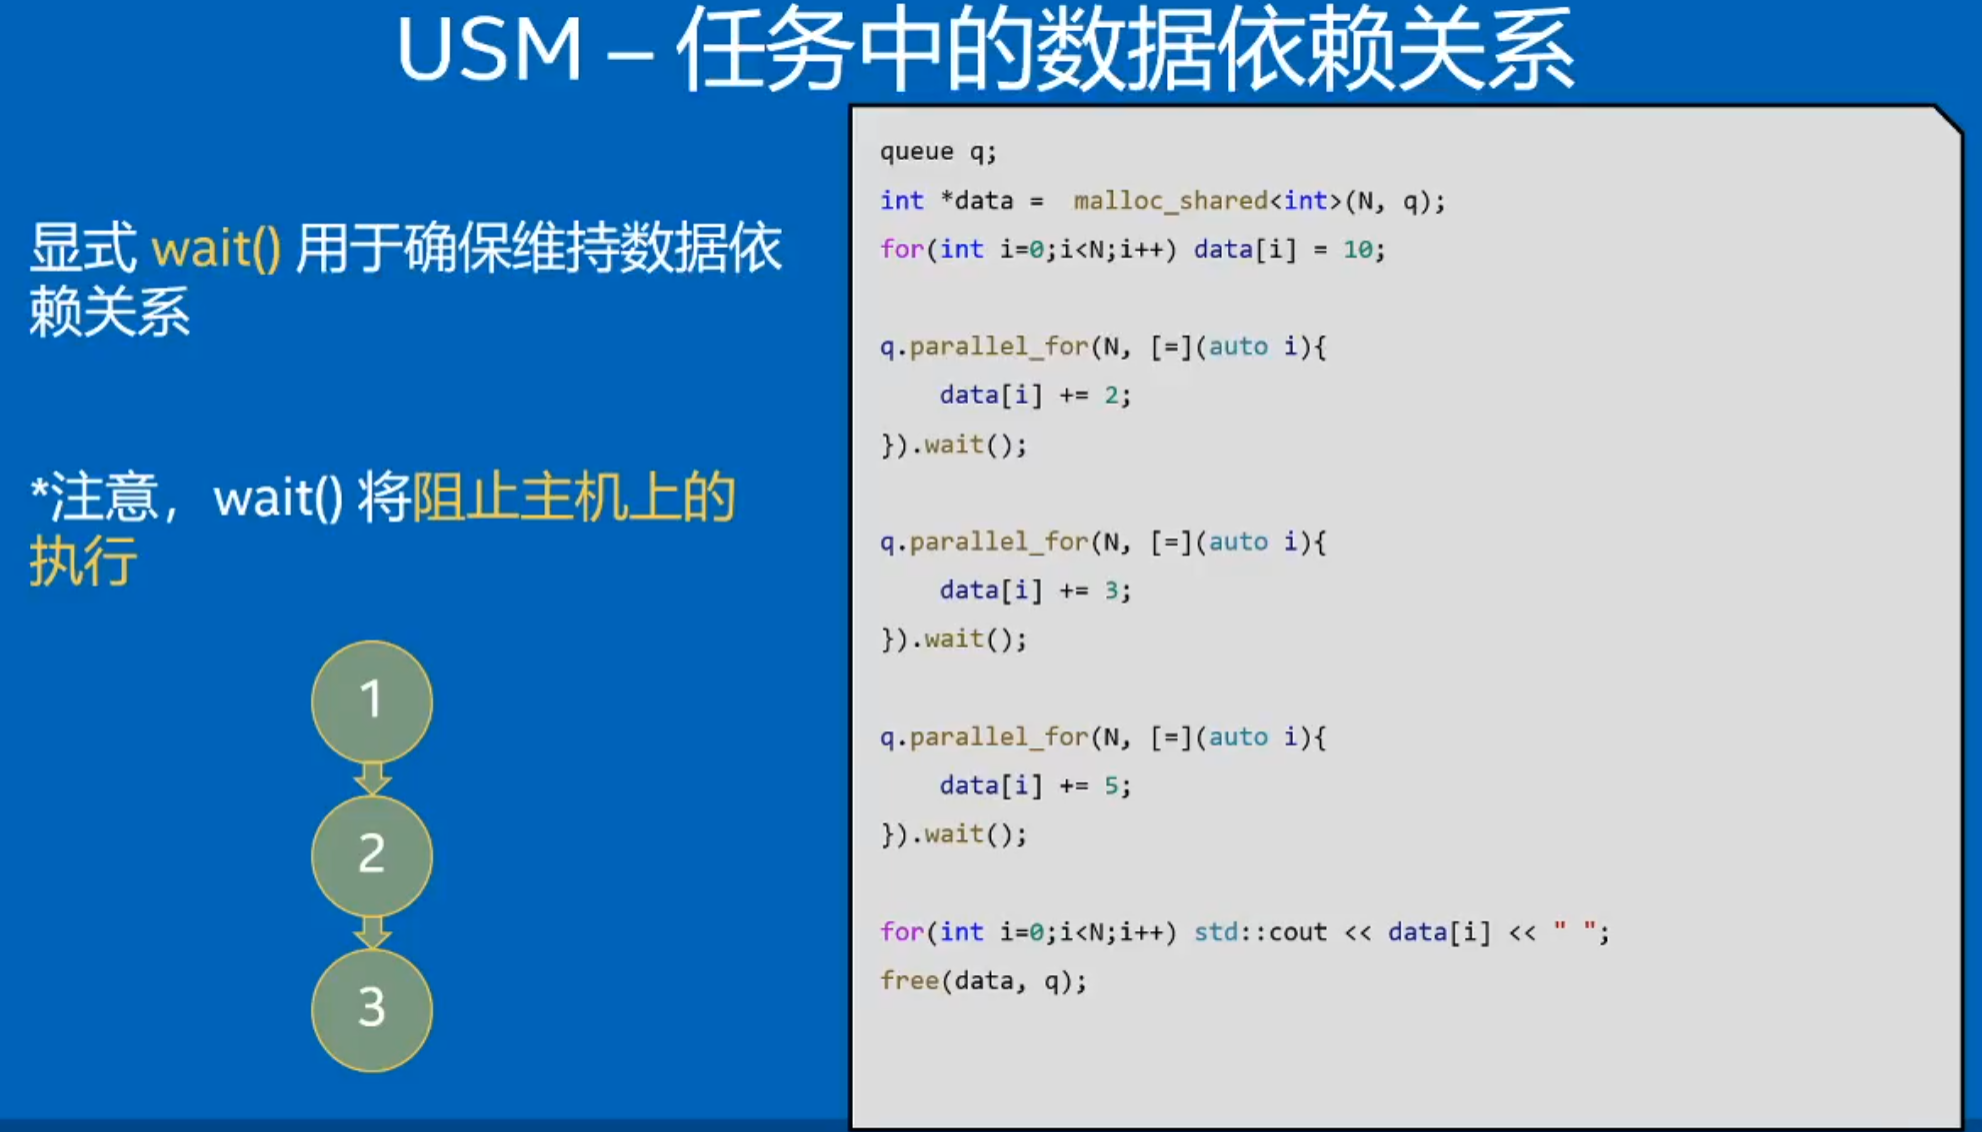 USM – 任务中的数据依赖关系
显式 wait() 用于确保维持数据依
赖关系
*注意，wait() 将阻止主机上的
执行
1
2
3
queue q;
int *data =  malloc_shared<int>(N, q);
for(int i=0;i<N;i++) data[i] = 10;
q.parallel_for(N, [=](auto i){
    data[i] += 2;
}).wait();
q.parallel_for(N, [=](auto i){
    data[i] += 3;
}).wait();
q.parallel_for(N, [=](auto i){
    data[i] += 5;
}).wait();
for(int i=0;i<N;i++) std::cout << data[i] << " ";
free(data, q);